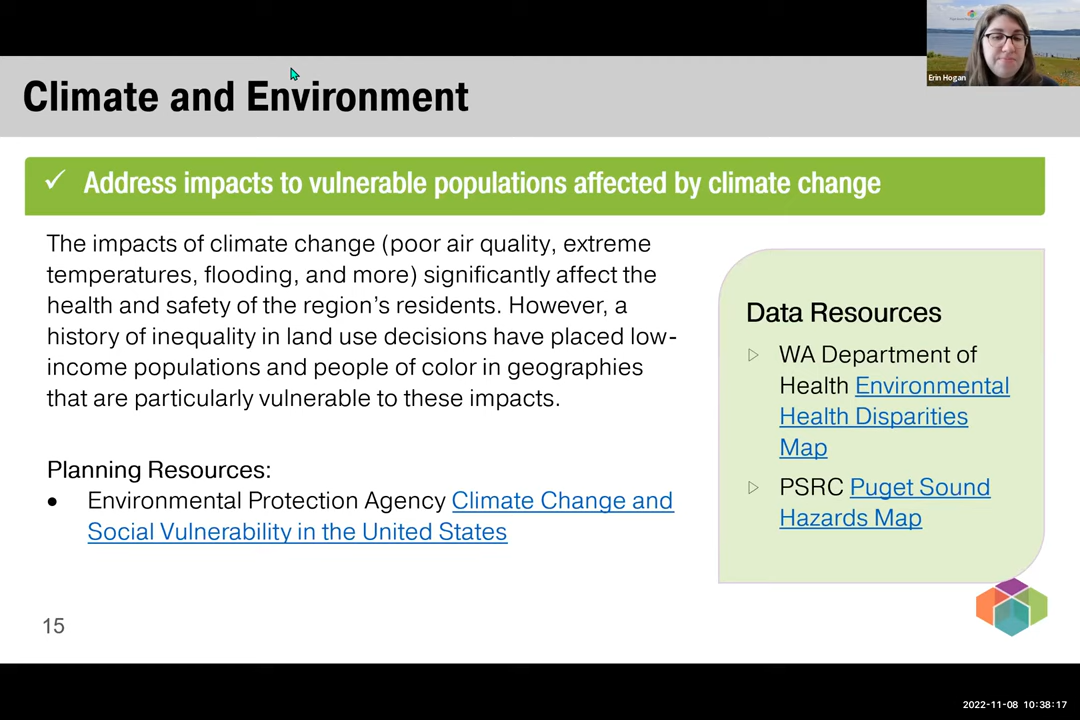 Erin Hogan
Climate and Environment
✓ Address impacts to vulnerable populations affected by climate change
The impacts of climate change (poor air quality, extreme
temperatures, flooding, and more) significantly affect the
health and safety of the region's residents. However, a
history of inequality in land use decisions have placed low-
income populations and people of color in geographies
that are particularly vulnerable to these impacts.
Planning Resources:
• Environmental Protection Agency Climate Change and
Social Vulnerability in the United States
Data Resources
▷ WA Department of
Health Environmental
Health Disparities
Map
▷ PSRC Puget Sound
Hazards Map
15
2022-11-08 10:38:17